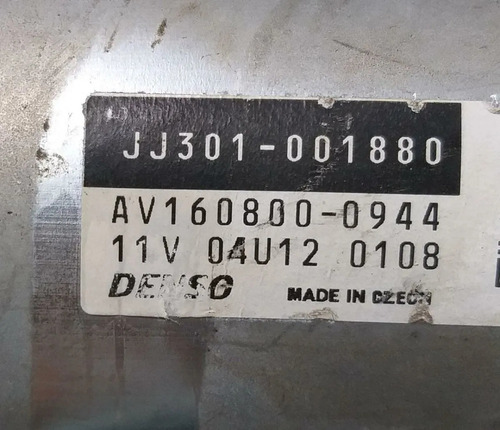 JJ301-001880
AV160800-0944
11V 04U12 0108
DENSO MADE IN CZECH